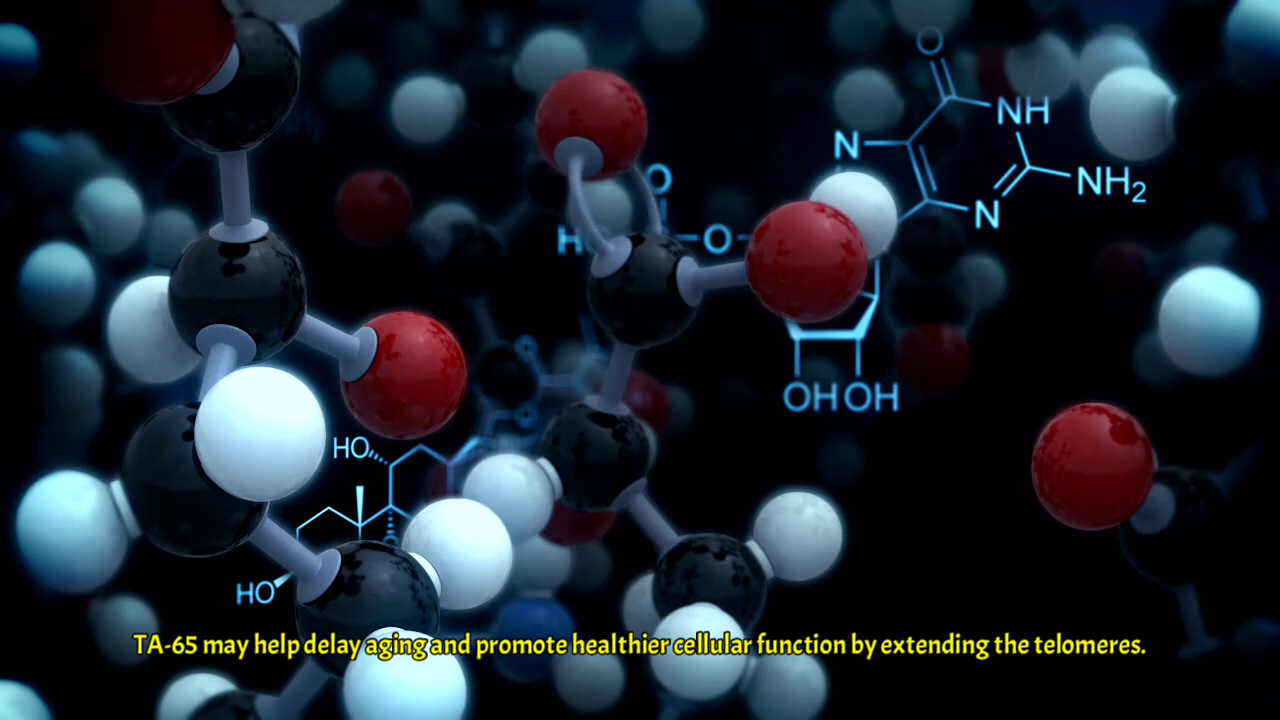 O
NH
N
NH₂
N
O
H
O
OH OH
HO
HO
TA-65 may help delay aging and promote healthier cellular function by extending the telomeres.